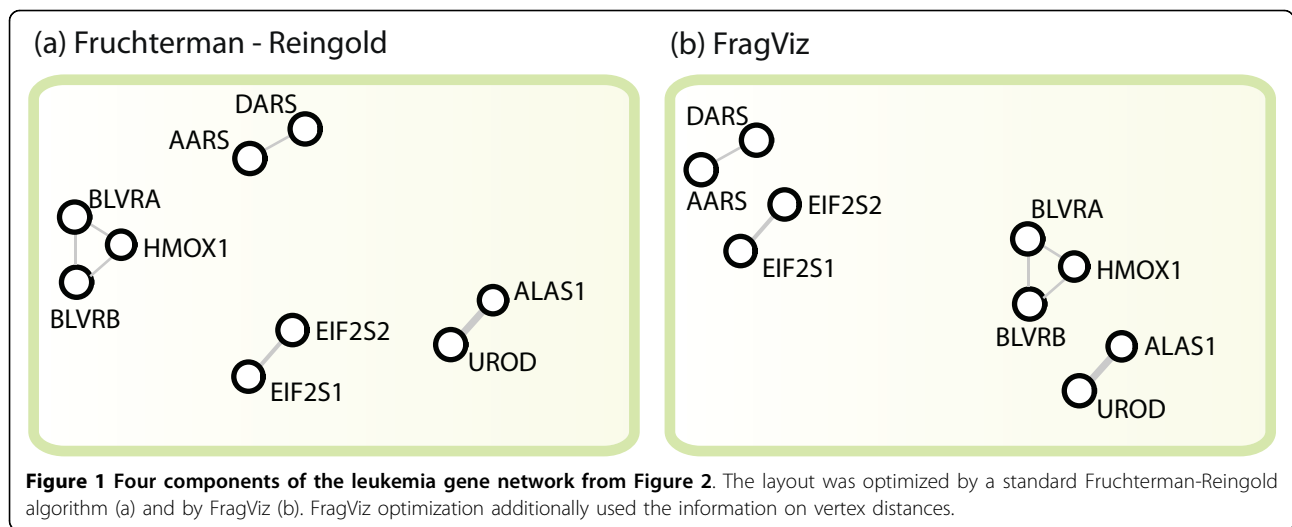 (a) Fruchterman - Reingold
DARS
AARS
BLVRA
HMOX1
BLVRB
ALAS1
EIF2S2
UROD
EIF2S1
(b) FragViz
DARS
AARS
EIF2S2
EIF2S1
BLVRA
HMOX1
BLVRB
ALAS1
UROD
Figure 1 Four components of the leukemia gene network from Figure 2. The layout was optimized by a standard Fruchterman-Reingold
algorithm (a) and by FragViz (b). FragViz optimization additionally used the information on vertex distances.